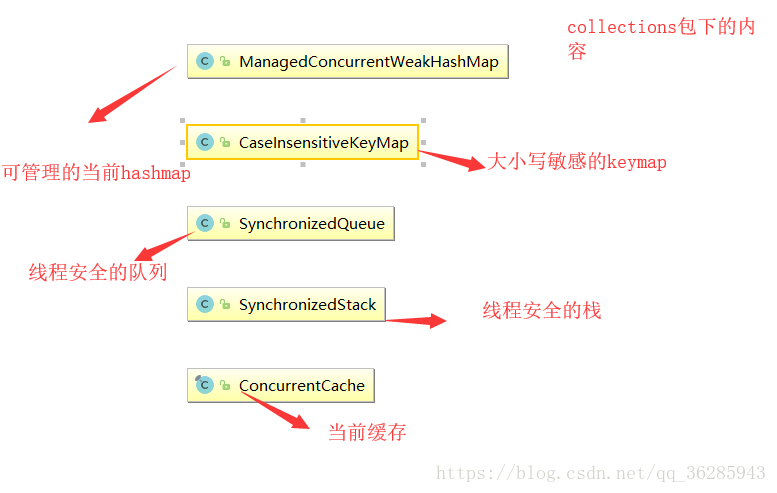 collections包下的内
容
ManagedConcurrentWeakHashMap
可管理的当前hashmap
CaseInsensitiveKeyMap
大小写敏感的keymap
SynchronizedQueue
线程安全的队列
SynchronizedStack
线程安全的栈
ConcurrentCache
当前缓存
https://blog.csdn.net/qq_36285943